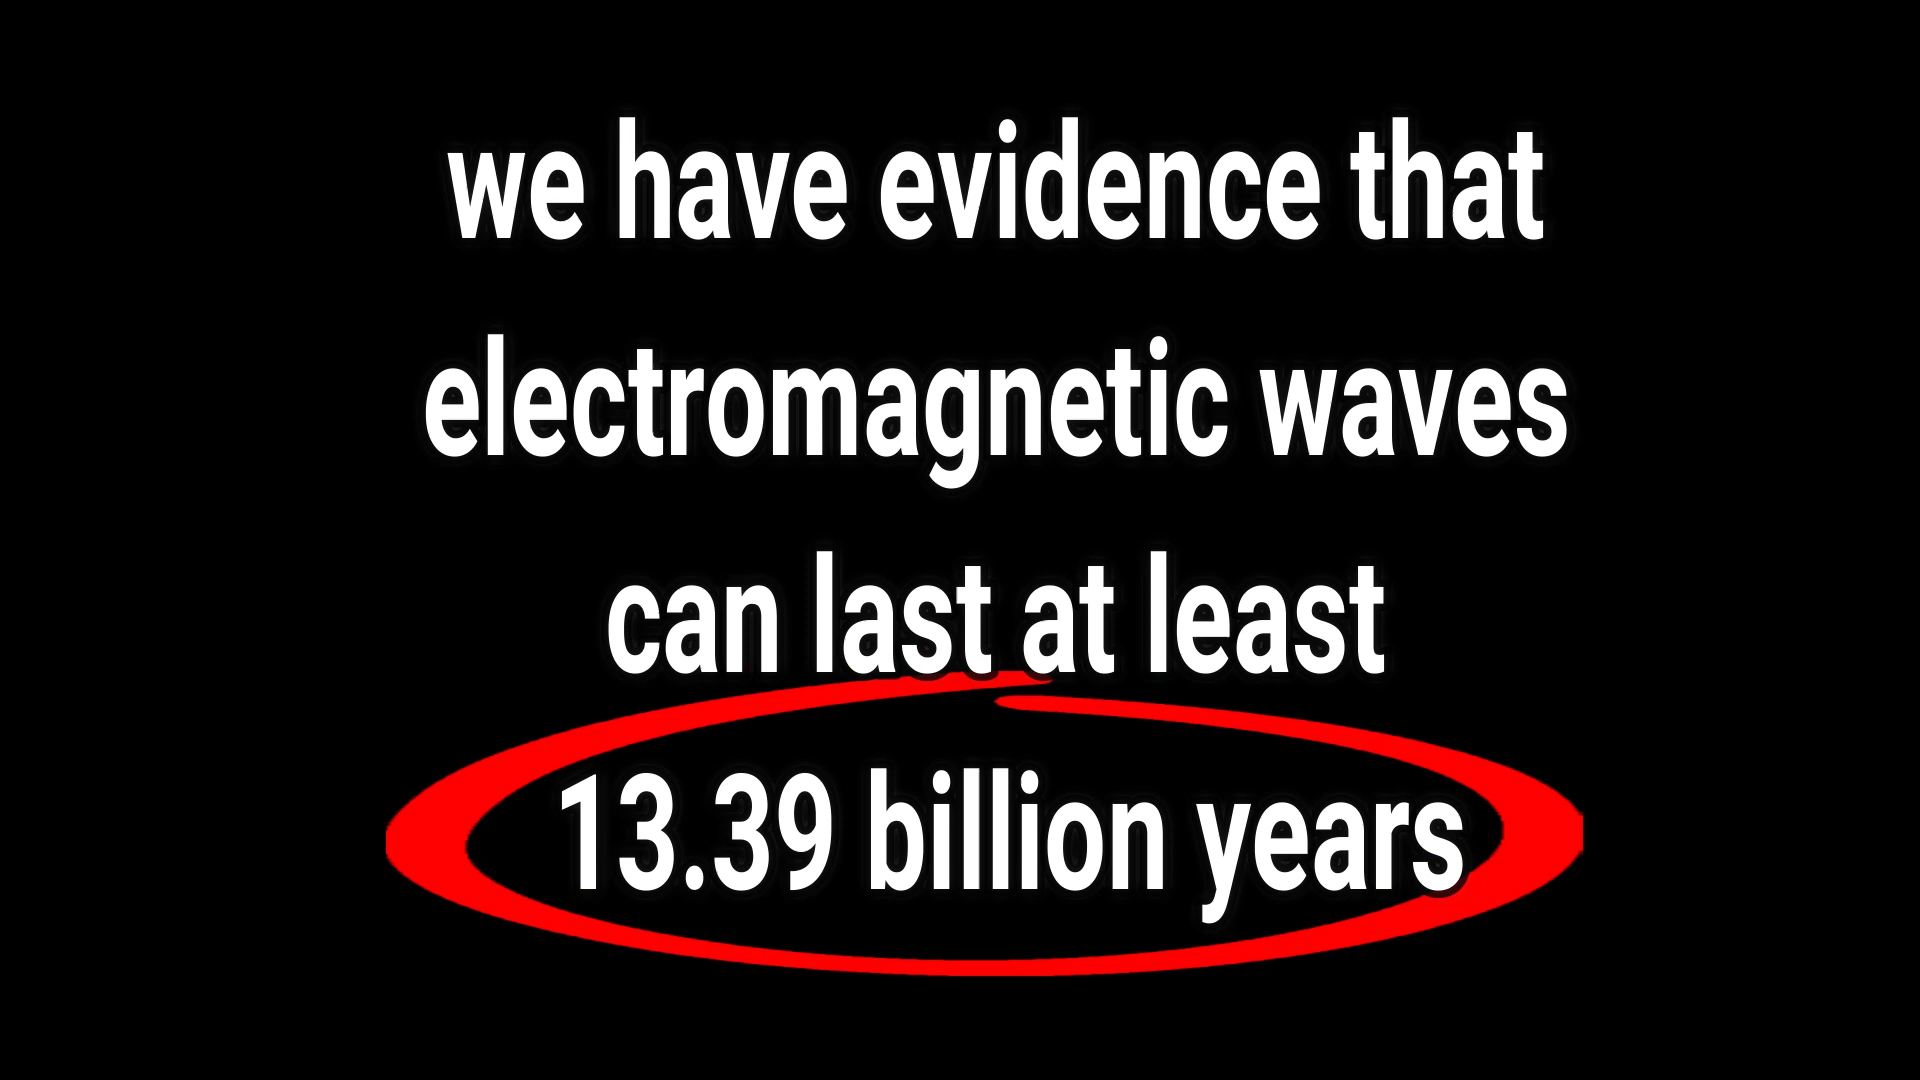 we have evidence that
electromagnetic waves
can last at least
13.39 billion years